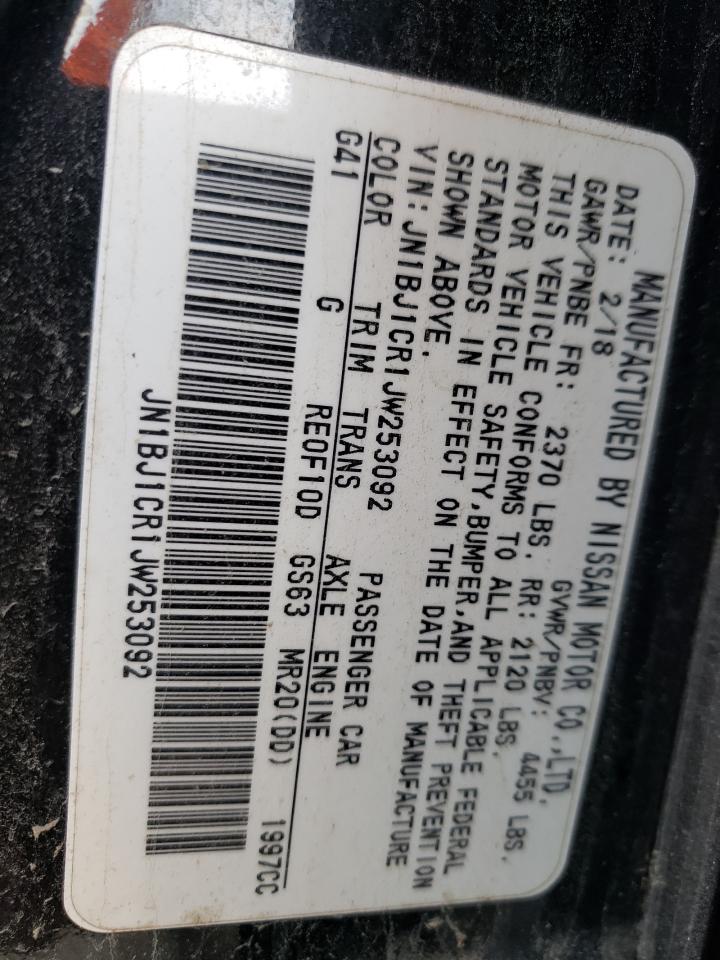 MANUFACTURED BY NISSAN MOTOR CO.,LTD.
DATE: 2/18 GVWR/PNBV: 4455 LBS.
GAWR/PNBE FR: 2370 LBS. RR: 2120 LBS.
THIS VEHICLE CONFORMS TO ALL APPLICABLE FEDERAL
MOTOR VEHICLE SAFETY,BUMPER,AND THEFT PREVENTION
STANDARDS IN EFFECT ON THE DATE OF MANUFACTURE
SHOWN ABOVE.
VIN:JN1BJ1CR1JW253092 PASSENGER CAR
COLOR TRIM TRANS AXLE ENGINE
G41 G RE0F10D GS63 MR20(DD) 1997CC
JN1BJ1CR1JW253092